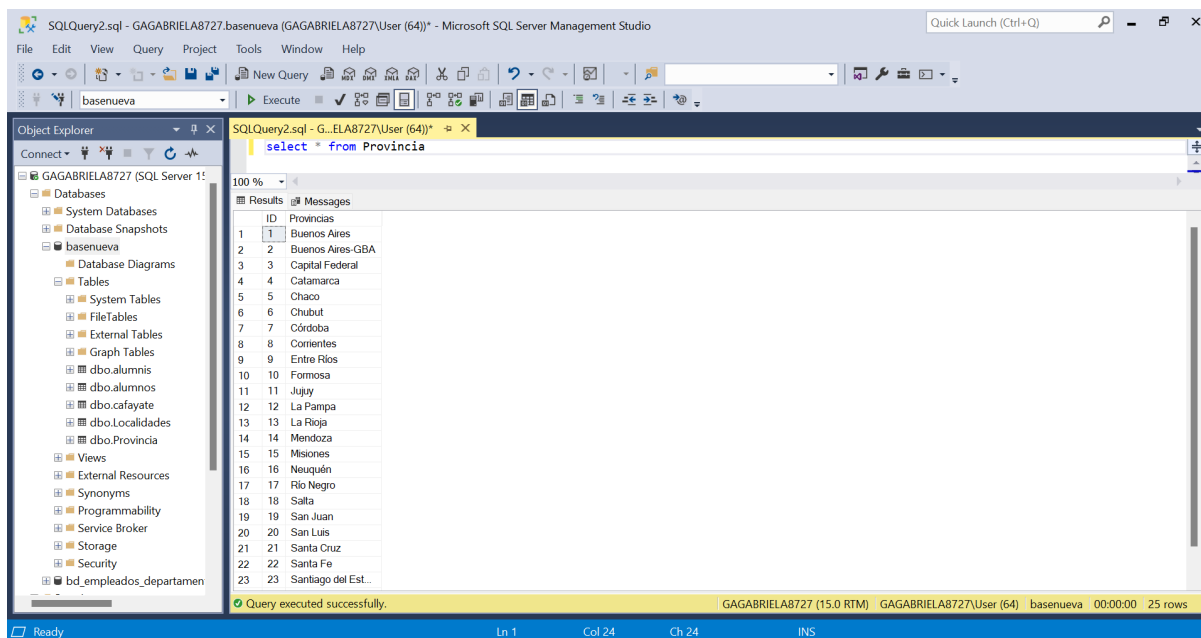 SQLQuery2.sql - GAGABRIELA8727.basenueva (GAGABRIELA8727\User (64))* - Microsoft SQL Server Management Studio
Quick Launch (Ctrl+Q)
File Edit View Query Project Tools Window Help
New Query
basenueva Execute
Object Explorer
SQLQuery2.sql - G...ELA8727\User (64))*
Connect
select * from Provincia
GAGABRIELA8727 (SQL Server 15
Databases
System Databases
Database Snapshots
basenueva
Database Diagrams
Tables
System Tables
FileTables
External Tables
Graph Tables
dbo.alumnis
dbo.alumnos
dbo.cafayate
dbo.Localidades
dbo.Provincia
Views
External Resources
Synonyms
Programmability
Service Broker
Storage
Security
bd_empleados_departamen
100 %
Results Messages
ID Provincias
1 1 Buenos Aires
2 2 Buenos Aires-GBA
3 3 Capital Federal
4 4 Catamarca
5 5 Chaco
6 6 Chubut
7 7 Córdoba
8 8 Corrientes
9 9 Entre Ríos
10 10 Formosa
11 11 Jujuy
12 12 La Pampa
13 13 La Rioja
14 14 Mendoza
15 15 Misiones
16 16 Neuquén
17 17 Río Negro
18 18 Salta
19 19 San Juan
20 20 San Luis
21 21 Santa Cruz
22 22 Santa Fe
23 23 Santiago del Est...
Query executed successfully.
GAGABRIELA8727 (15.0 RTM) GAGABRIELA8727\User (64) basenueva 00:00:00 25 rows
Ready Ln 1 Col 24 Ch 24 INS